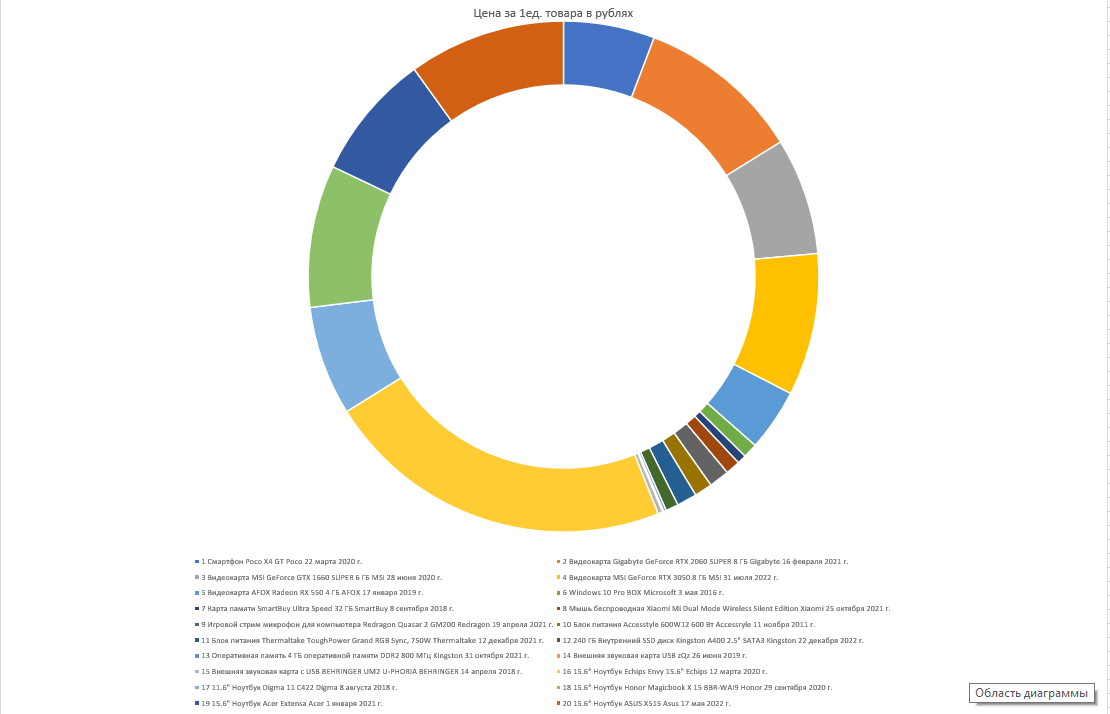 Цена за 1ед. товара в рублях
1 Смартфон Poco X4 GT Poco 22 марта 2020 г.
2 Видеокарта Gigabyte GeForce RTX 2060 SUPER 8 ГБ Gigabyte 16 февраля 2021 г.
3 Видеокарта MSI GeForce GTX 1660 SUPER 6 ГБ MSI 28 июня 2020 г.
4 Видеокарта MSI GeForce RTX 3050 8 ГБ MSI 31 июля 2022 г.
5 Видеокарта AFOX Radeon RX 550 4 ГБ AFOX 17 января 2019 г.
6 Windows 10 Pro BOX Microsoft 3 мая 2016 г.
7 Карта памяти SmartBuy Ultra Speed 32 ГБ SmartBuy 8 сентября 2018 г.
8 Мышь беспроводная Xiaomi Mi Dual Mode Wireless Silent Edition Xiaomi 25 октября 2021 г.
9 Игровой стрим микрофон для компьютера Redragon Quasar 2 GM200 Redragon 19 апреля 2021 г.
10 Блок питания Accesstyle 600W12 600 Вт Accessryle 11 ноября 2011 г.
11 Блок питания Thermaltake ToughPower Grand RGB Sync, 750W Thermaltake 12 декабря 2021 г.
12 240 ГБ Внутренний SSD диск Kingston A400 2.5" SATA3 Kingston 22 декабря 2022 г.
13 Оперативная память 4 ГБ оперативной памяти DDR2 800 МГц Kingston 31 октября 2021 г.
14 Внешняя звуковая карта USB zQz 26 июня 2019 г.
15 Внешняя звуковая карта с USB BEHRINGER UM2 U-PHORIA BEHRINGER 14 апреля 2018 г.
16 15.6" Ноутбук Echips Envy 15.6" Echips 12 марта 2020 г.
17 11.6" Ноутбук Digma 11 C422 Digma 8 августа 2018 г.
18 15.6" Ноутбук Honor Magicbook X 15 BBR-WAI9 Honor 29 сентября 2020 г.
19 15.6" Ноутбук Acer Extensa Acer 1 января 2021 г.
20 15.6" Ноутбук ASUS X515 Asus 17 мая 2022 г.
Область диаграммы